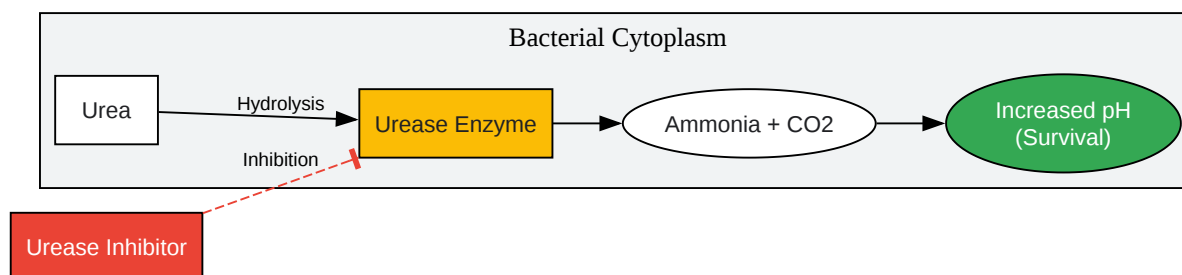 Bacterial Cytoplasm
Urea
Hydrolysis
Urease Enzyme
Ammonia + CO2
Increased pH
(Survival)
Inhibition
Urease Inhibitor